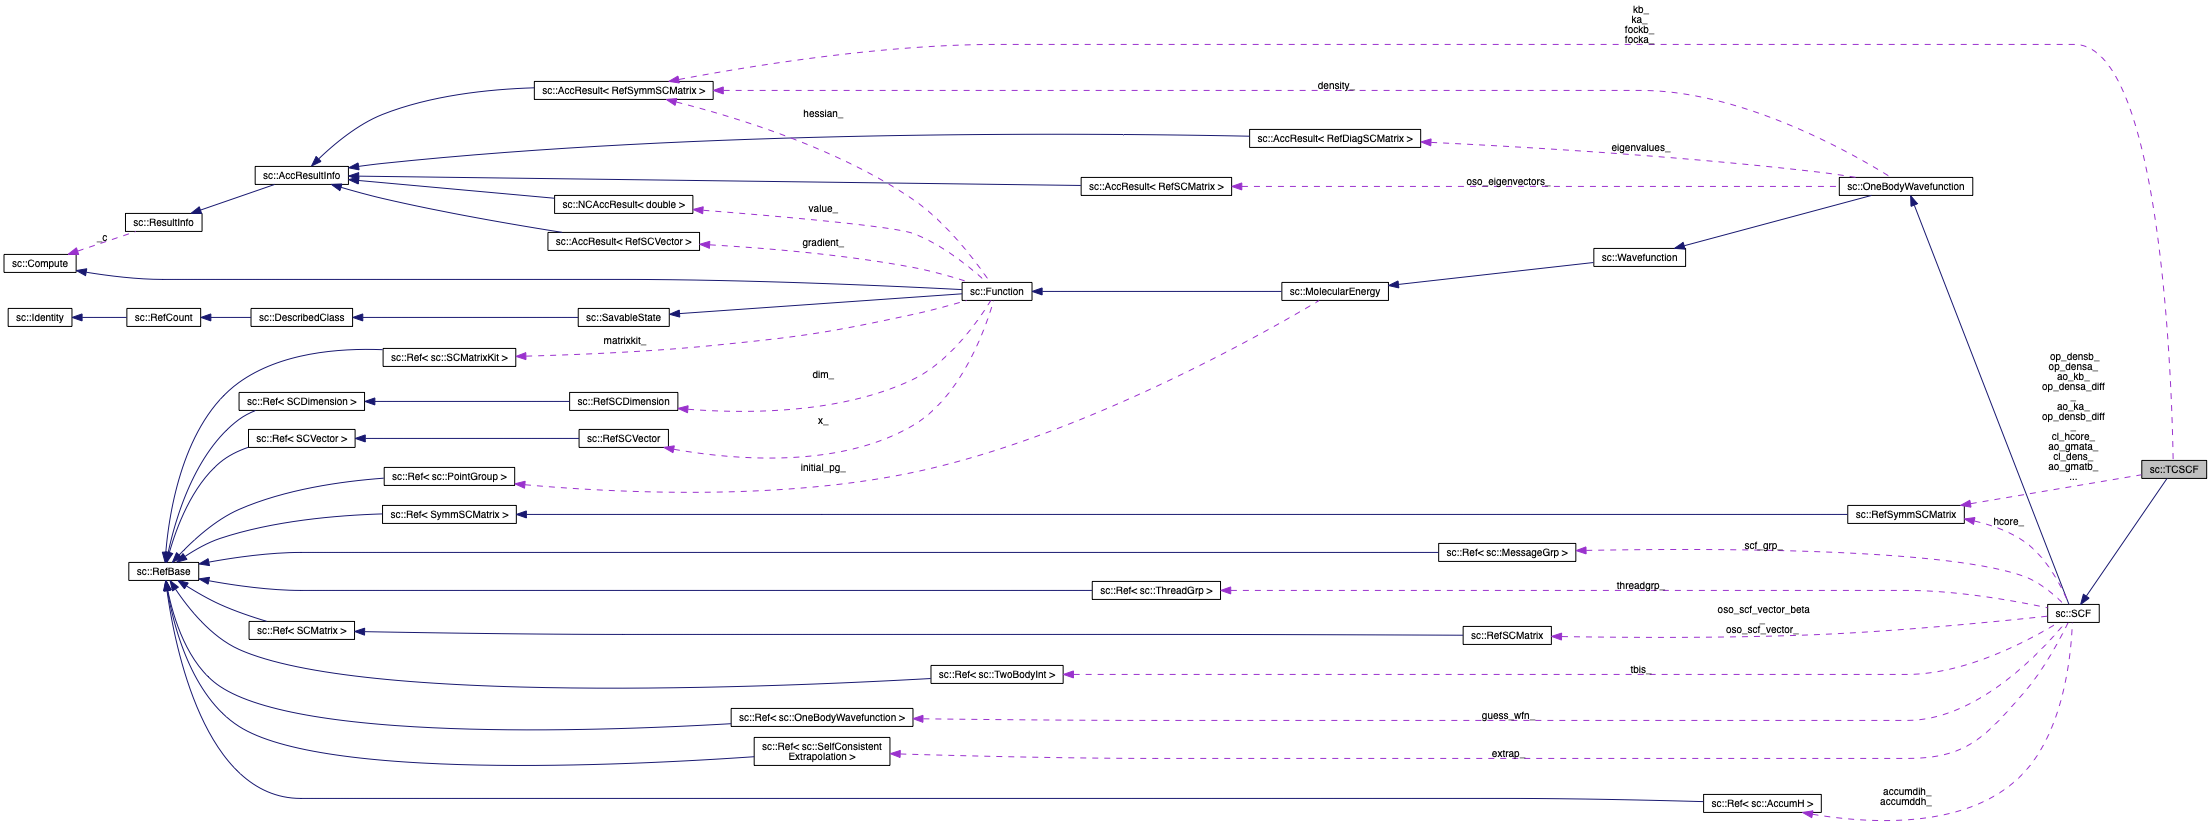 kb_
ka_
fockb_
focka_
sc::AccResult< RefSymmSCMatrix >
density_
hessian_
sc::AccResult< RefDiagSCMatrix >
eigenvalues_
sc::AccResultInfo
sc::AccResult< RefSCMatrix >
oso_eigenvectors_
sc::OneBodyWavefunction
sc::NCAccResult< double >
value_
sc::ResultInfo
_c
sc::AccResult< RefSCVector >
gradient_
sc::Compute
sc::Wavefunction
sc::Function
sc::MolecularEnergy
sc::Identity
sc::RefCount
sc::DescribedClass
sc::SavableState
matrixkit_
sc::Ref< sc::SCMatrixKit >
dim_
sc::Ref< SCDimension >
sc::RefSCDimension
x_
sc::Ref< SCVector >
sc::RefSCVector
initial_pg_
sc::Ref< sc::PointGroup >
op_densb_
op_densa_
ao_kb_
op_densa_diff
_
ao_ka_
op_densb_diff
_
cl_hcore_
ao_gmata_
cl_dens_
ao_gmatb_
...
sc::TCSCF
sc::Ref< SymmSCMatrix >
sc::RefSymmSCMatrix
hcore_
sc::Ref< sc::MessageGrp >
scf_grp_
sc::RefBase
sc::Ref< sc::ThreadGrp >
threadgrp_
sc::SCF
oso_scf_vector_beta
_
oso_scf_vector_
sc::Ref< SCMatrix >
sc::RefSCMatrix
sc::Ref< sc::TwoBodyInt >
tbis_
sc::Ref< sc::OneBodyWavefunction >
guess_wfn_
sc::Ref< sc::SelfConsistent
Extrapolation >
extrap_
sc::Ref< sc::AccumH >
accumdih_
accumddh_